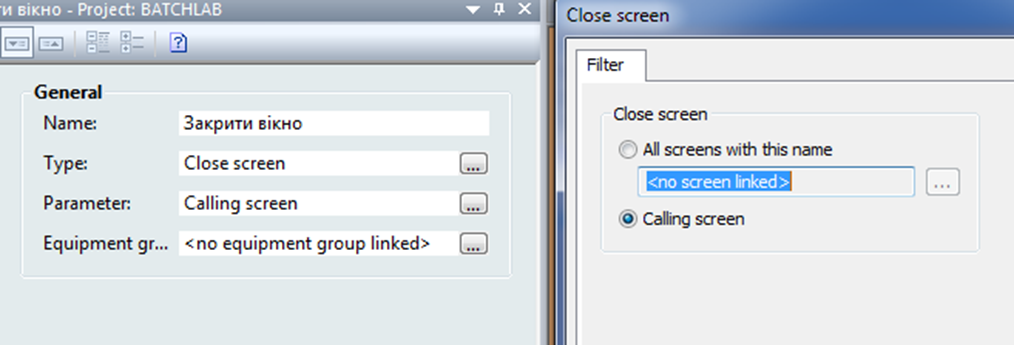 ти вікно - Project: BATCHLAB
General
Name: Закрити вікно
Type: Close screen ...
Parameter: Calling screen ...
Equipment gr... <no equipment group linked> ...
Close screen
Filter
Close screen
All screens with this name
<no screen linked> ...
Calling screen